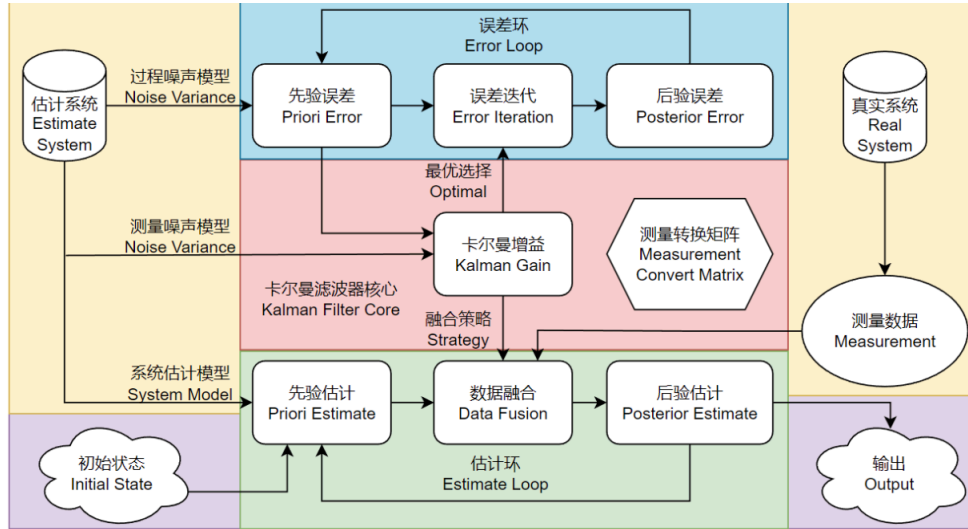 误差环
Error Loop
过程噪声模型
Noise Variance
估计系统
Estimate
System
先验误差
Priori Error
误差迭代
Error Iteration
后验误差
Posterior Error
真实系统
Real
System
最优选择
Optimal
测量噪声模型
Noise Variance
卡尔曼增益
Kalman Gain
测量转换矩阵
Measurement
Convert Matrix
卡尔曼滤波器核心
Kalman Filter Core
融合策略
Strategy
测量数据
Measurement
系统估计模型
System Model
先验估计
Priori Estimate
数据融合
Data Fusion
后验估计
Posterior Estimate
初始状态
Initial State
估计环
Estimate Loop
输出
Output